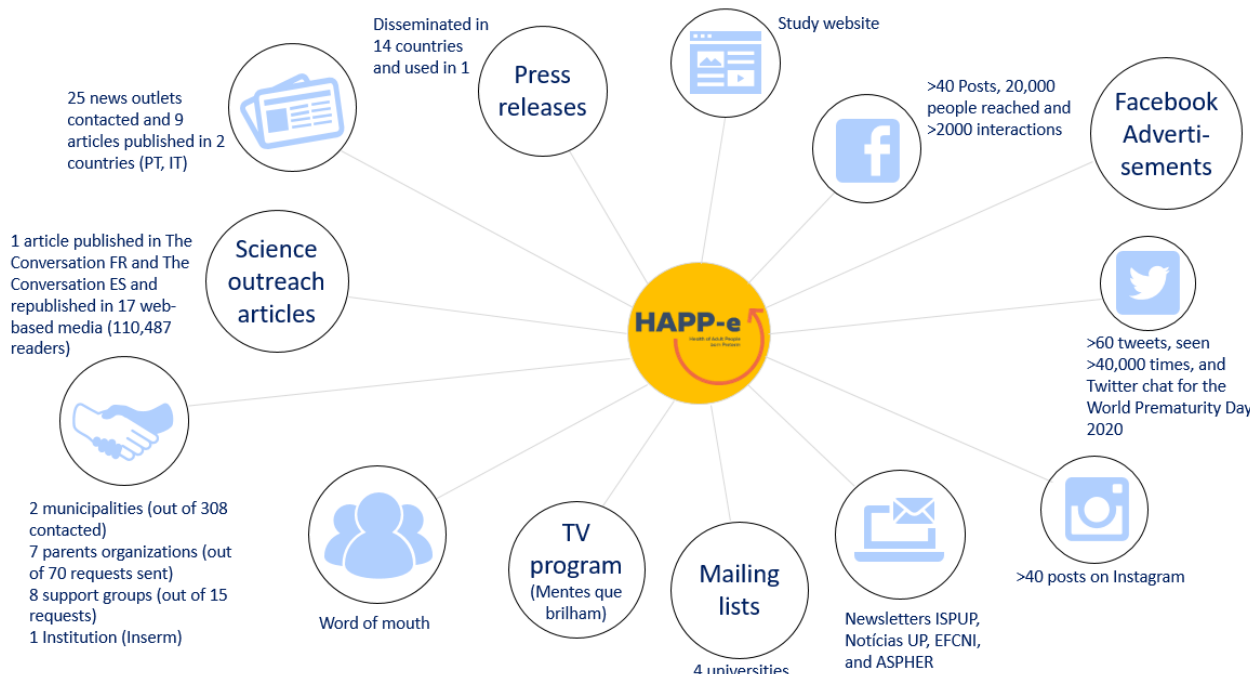 Disseminated in
14 countries
and used in 1
Press
releases
Study website
25 news outlets
contacted and 9
articles published in 2
countries (PT, IT)
>40 Posts, 20,000
people reached and
>2000 interactions
Facebook
Adverti-
sements
1 article published in The
Conversation FR and The
Conversation ES and
republished in 17 web-
based media (110,487
readers)
Science
outreach
articles
HAPP-e
Health of Adult People
born Preterm
>60 tweets, seen
>40,000 times, and
Twitter chat for the
World Prematurity Day
2020
2 municipalities (out of 308
contacted)
7 parents organizations (out
of 70 requests sent)
8 support groups (out of 15
requests)
1 Institution (Inserm)
Word of mouth
TV
program
(Mentes que
brilham)
Mailing
lists
4 universities
Newsletters ISPUP,
Notícias UP, EFCNI,
and ASPHER
>40 posts on Instagram